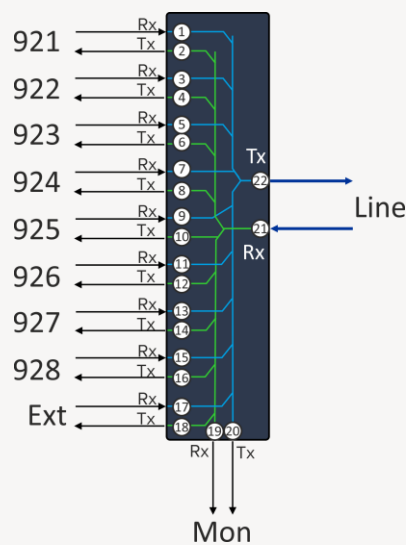 921 Rx 1
Tx 2
922 Rx 3
Tx 4
923 Rx 5
Tx 6
924 Rx 7
Tx 8
925 Rx 9
Tx 10
926 Rx 11
Tx 12
927 Rx 13
Tx 14
928 Rx 15
Tx 16
Ext Rx 17
Tx 18
Tx
22
Line
21
Rx
19 20
Rx Tx
Mon